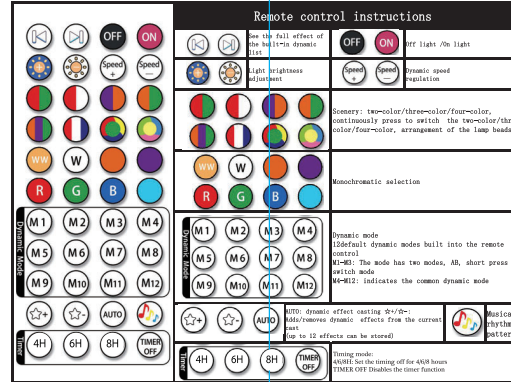 Remote control instructions
OFF ON
Speed + Speed —
WW W
R G B
Dynamic Mode
M1 M2 M3 M4
M5 M6 M7 M8
M9 M10 M11 M12
AUTO
Timer
4H 6H 8H TIMER OFF
See the full effect of
the built-in dynamic
list
OFF ON
Off light /On light
Light brightness
adjustment
Speed + Speed —
Dynamic speed
regulation
Scenery: two-color/three-color/four-color,
continuously press to switch the two-color/thr
color/four-color, arrangement of the lamp beads
WW W
R G B
Monochromatic selection
Dynamic Mode
M1 M2 M3 M4
M5 M6 M7 M8
M9 M10 M11 M12
Dynamic mode
12default dynamic modes built into the remote
control
M1-M3: The mode has two modes, AB, short press
switch mode
M4-M12: indicates the common dynamic mode
☆+ ☆- AUTO
AUTO: dynamic effect casting ☆+/☆-:
Adds/removes dynamic effects from the current
cast
(up to 12 effects can be stored)
Musica
rhythm
patter
Timer
4H 6H 8H TIMER OFF
Timing mode:
4/6/8H: Set the timing off for 4/6/8 hours
TIMER OFF Disables the timer function